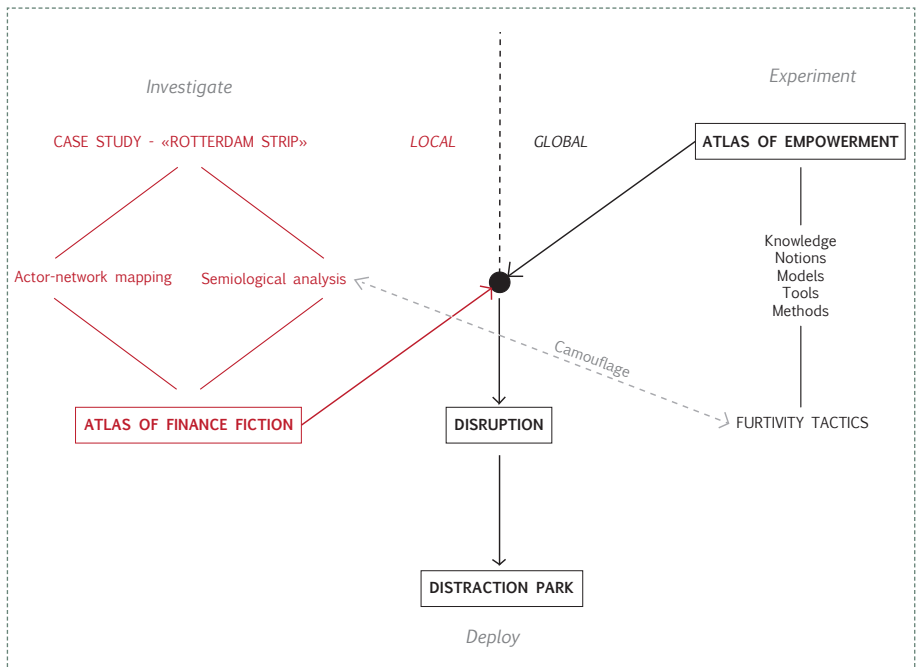 Investigate
Experiment
CASE STUDY - «ROTTERDAM STRIP»
LOCAL
GLOBAL
ATLAS OF EMPOWERMENT
Actor-network mapping
Semiological analysis
Knowledge
Notions
Models
Tools
Methods
Camouflage
ATLAS OF FINANCE FICTION
DISRUPTION
FURTIVITY TACTICS
DISTRACTION PARK
Deploy